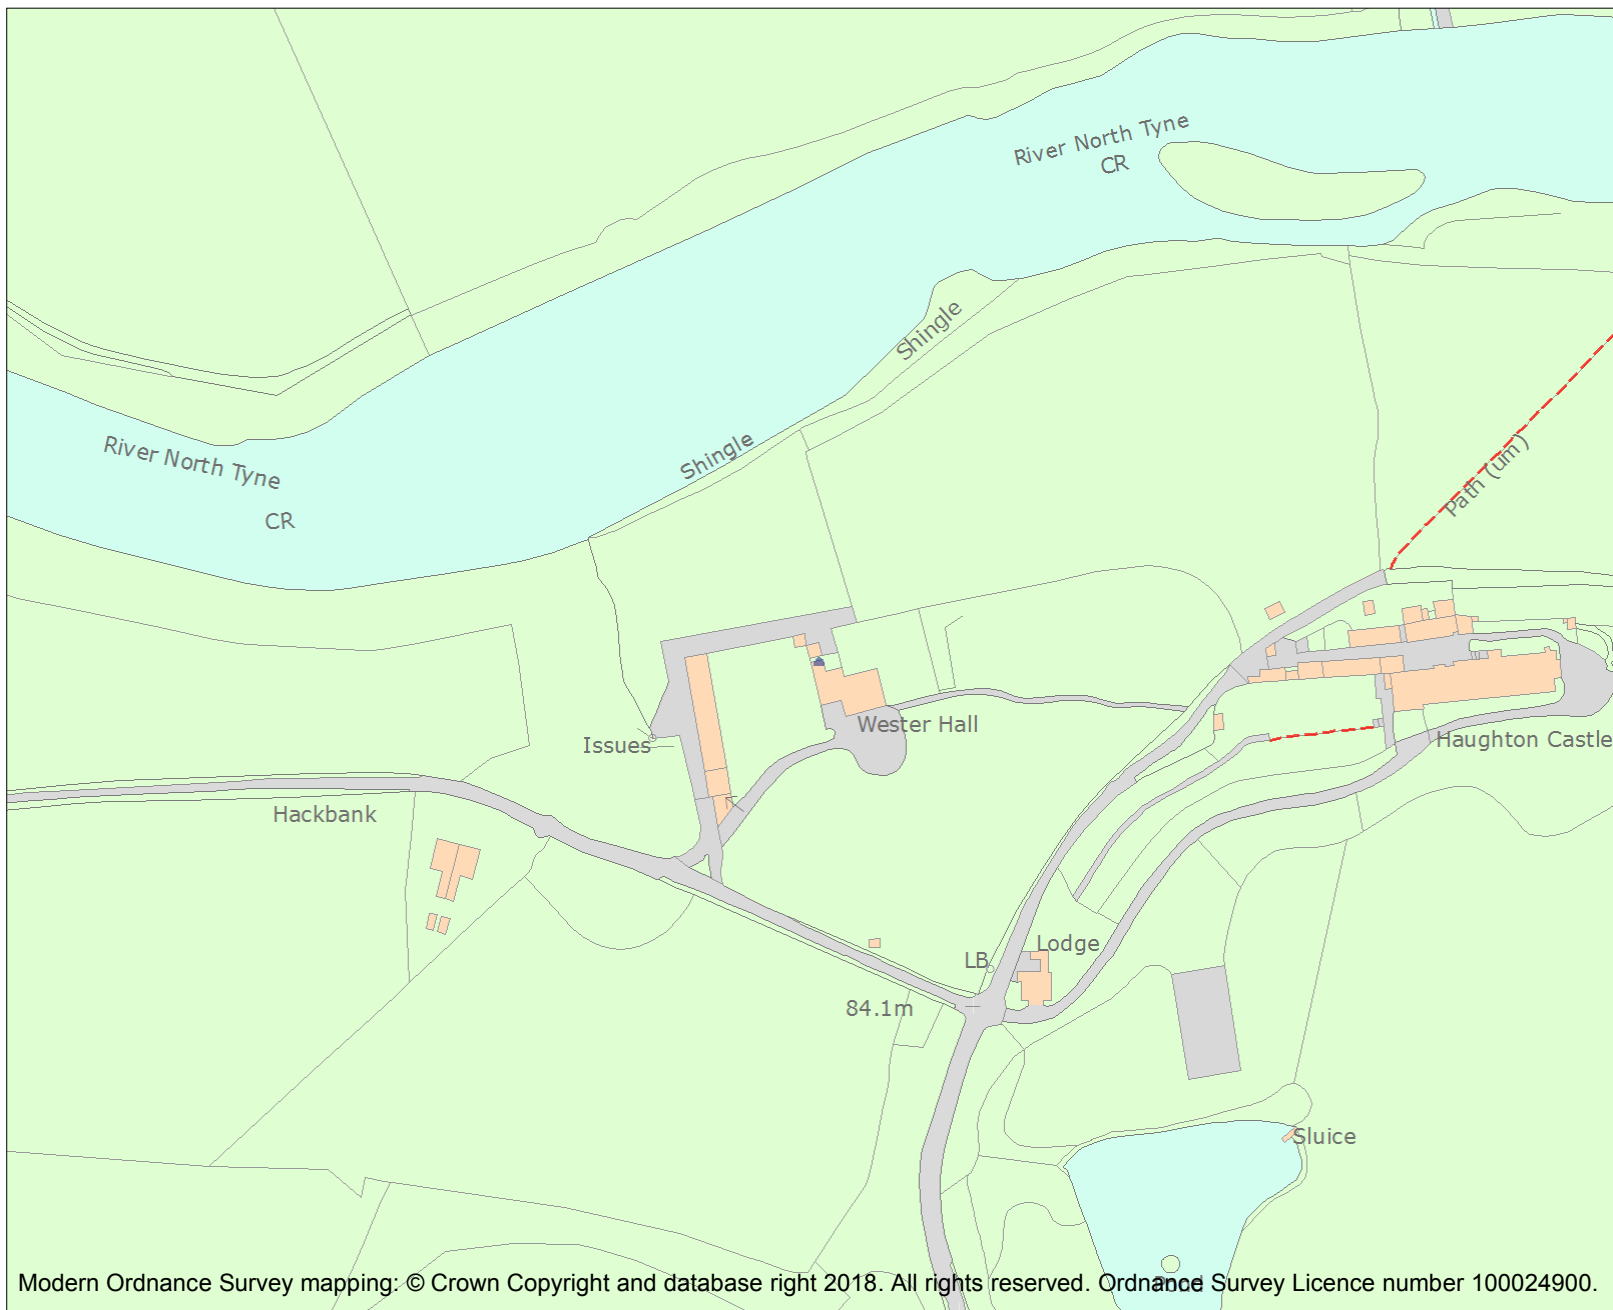 River North Tyne
CR
Shingle
River North Tyne
CR
Shingle
Path (um)
Wester Hall
Issues
Haughton Castle
Hackbank
Lodge
LB
84.1m
Sluice
Pond
Modern Ordnance Survey mapping: © Crown Copyright and database right 2018. All rights reserved. Ordnance Survey Licence number 100024900.